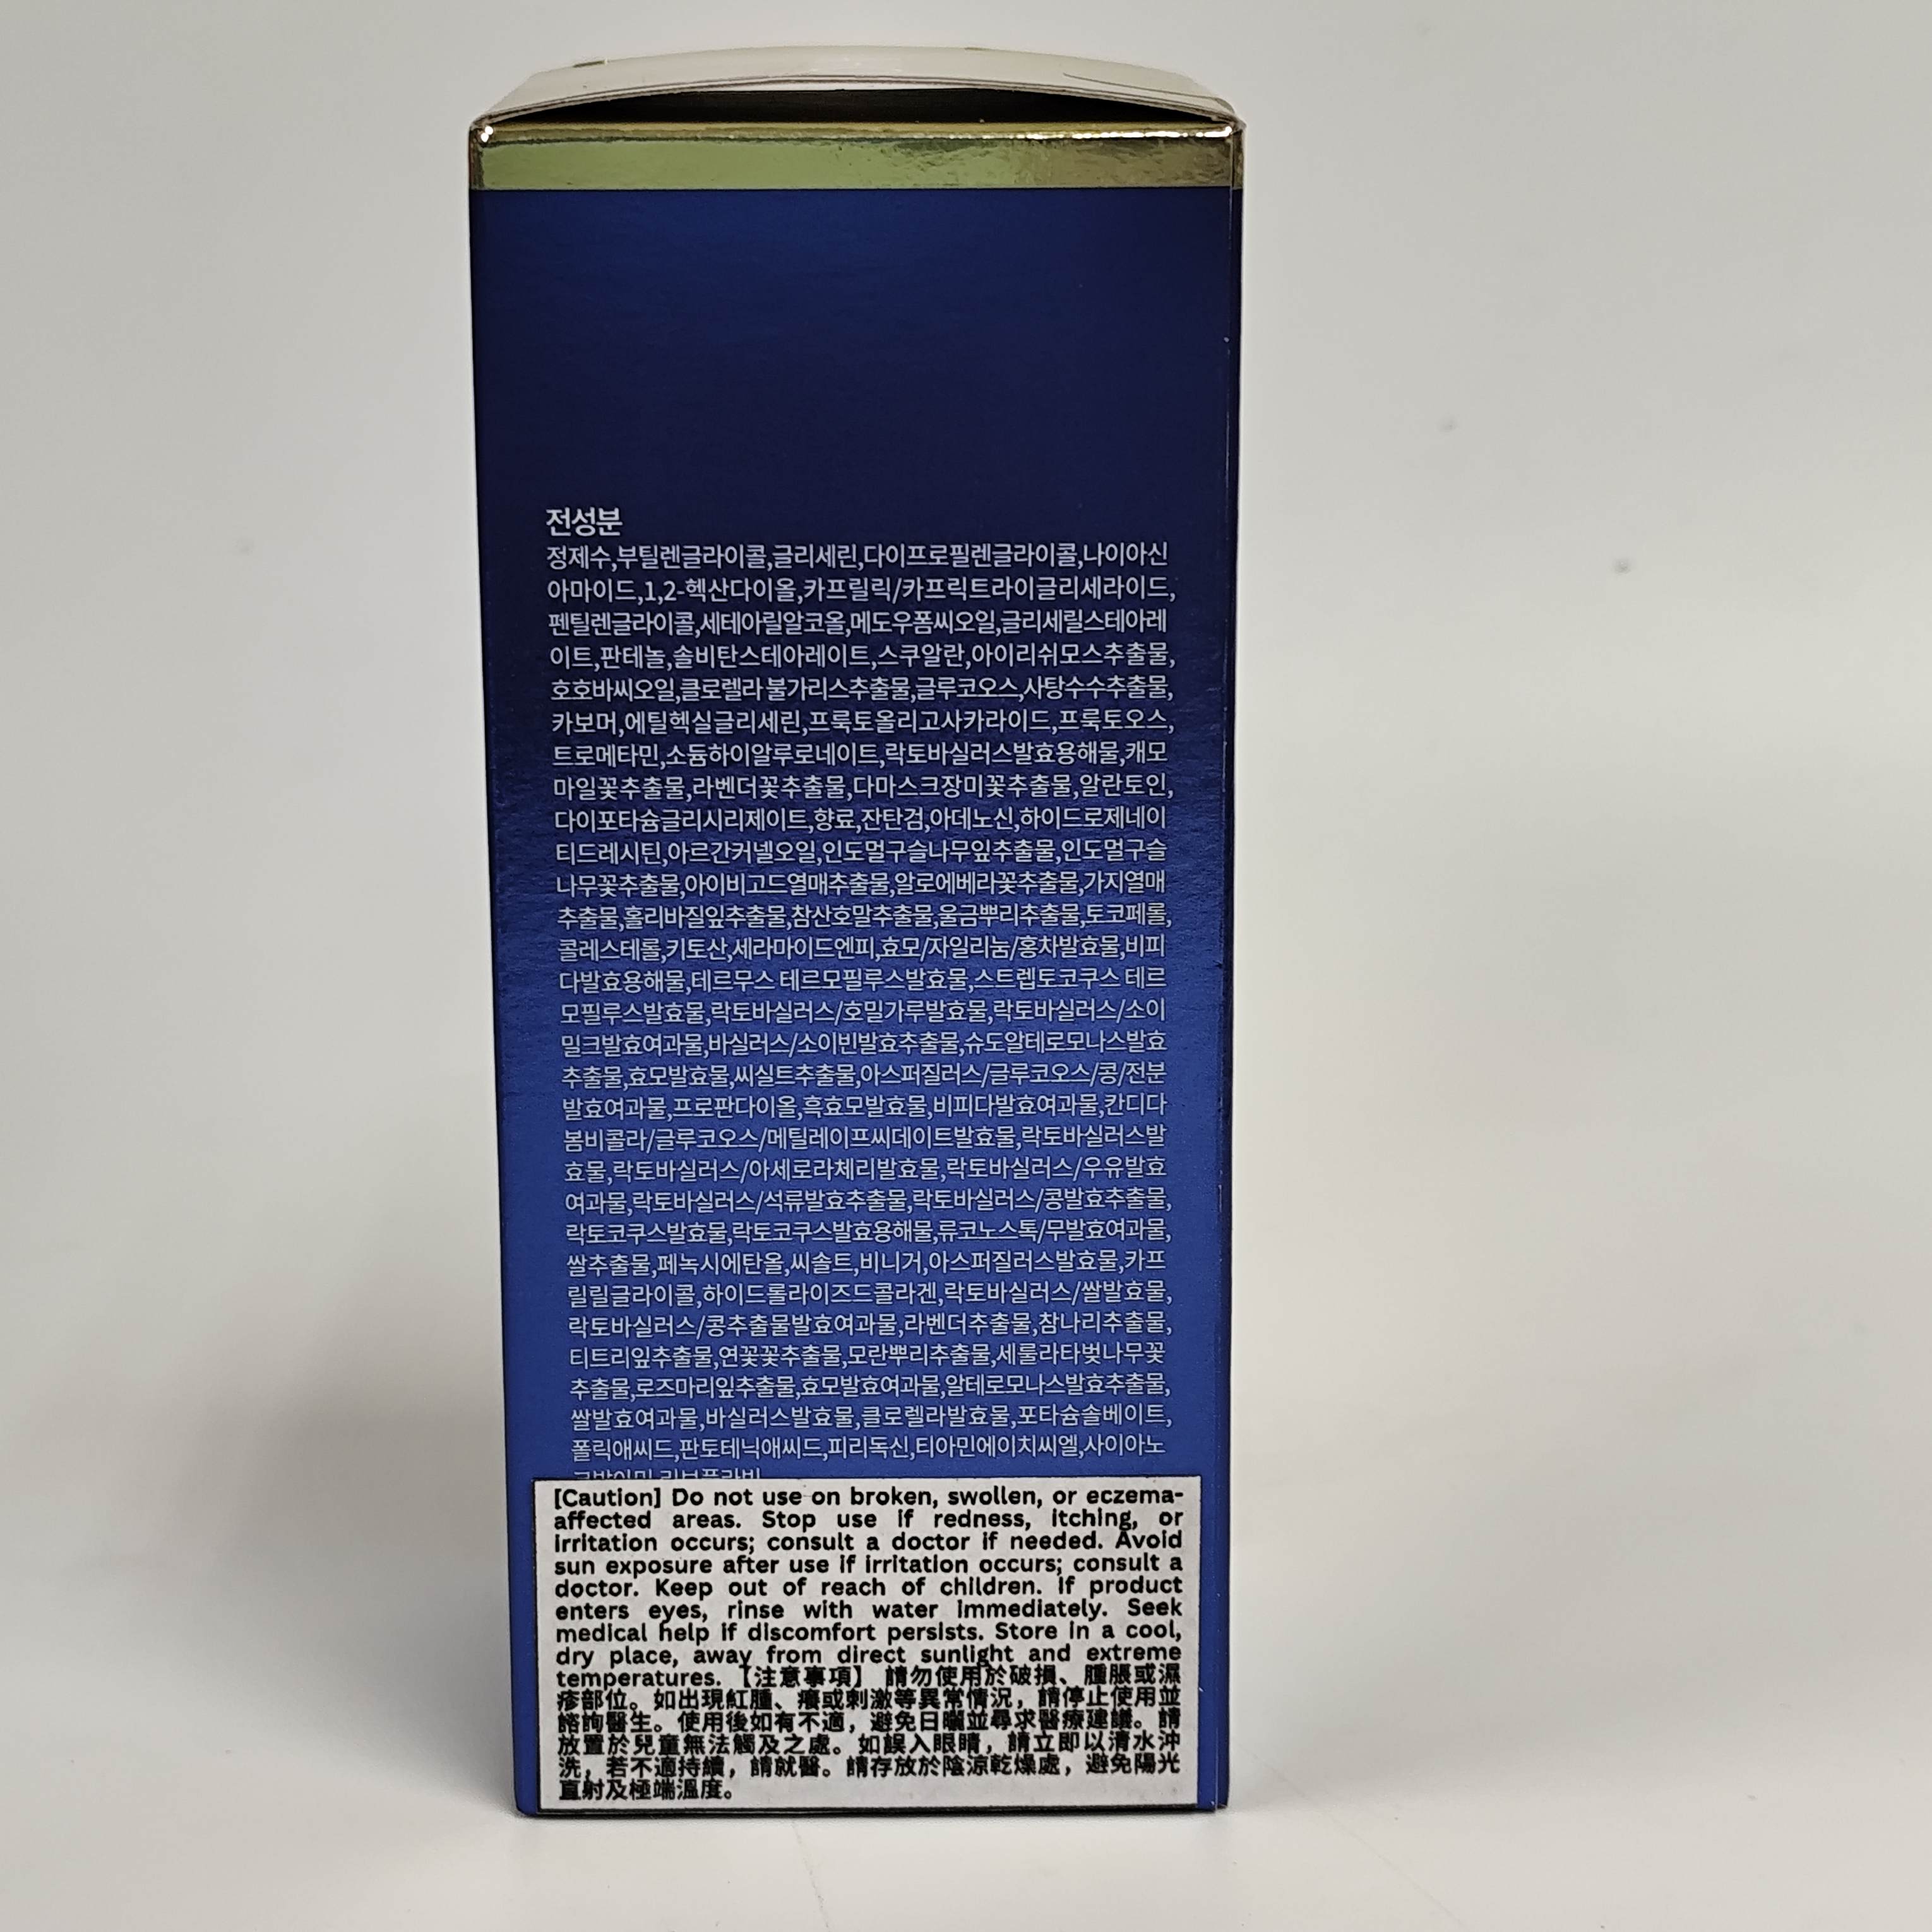 전성분
정제수,부틸렌글라이콜,글리세린,다이프로필렌글라이콜,나이아신
아마이드,1,2-헥산다이올,카프릴릭/카프릭트라이글리세라이드,
펜틸렌글라이콜,세테아릴알코올,메도우폼씨오일,글리세릴스테아레
이트,판테놀,솔비탄스테아레이트,스쿠알란,아이리쉬모스추출물,
호호바씨오일,클로렐라 불가리스추출물,글루코오스,사탕수수추출물,
카보머,에틸헥실글리세린,프룩토올리고사카라이드,프룩토오스,
트로메타민,소듐하이알루로네이트,락토바실러스발효용해물,캐모
마일꽃추출물,라벤더꽃추출물,다마스크장미꽃추출물,알란토인,
다이포타슘글리시리제이트,향료,잔탄검,아데노신,하이드로제네이
티드레시틴,아르간커넬오일,인도멀구슬나무잎추출물,인도멀구슬
나무꽃추출물,아이비고드열매추출물,알로에베라꽃추출물,가지열매
추출물,홀리바질잎추출물,참산호말추출물,울금뿌리추출물,토코페롤,
콜레스테롤,키토산,세라마이드엔피,효모/자일리눔/홍차발효물,비피
다발효용해물,테르무스 테르모필루스발효물,스트렙토코쿠스 테르
모필루스발효물,락토바실러스/호밀가루발효물,락토바실러스/소이
밀크발효여과물,바실러스/소이빈발효추출물,슈도알테로모나스발효
추출물,효모발효물,씨실트추출물,아스퍼질러스/글루코오스/콩/전분
발효여과물,프로판다이올,흑효모발효물,비피다발효여과물,칸디다
봄비콜라/글루코오스/메틸레이프씨데이트발효물,락토바실러스발
효물,락토바실러스/아세로라체리발효물,락토바실러스/우유발효
여과물,락토바실러스/석류발효추출물,락토바실러스/콩발효추출물,
락토코쿠스발효물,락토코쿠스발효용해물,류코노스톡/무발효여과물,
쌀추출물,페녹시에탄올,씨솔트,비니거,아스퍼질러스발효물,카프
릴릴글라이콜,하이드롤라이즈드콜라겐,락토바실러스/쌀발효물,
락토바실러스/콩추출물발효여과물,라벤더추출물,참나리추출물,
티트리잎추출물,연꽃꽃추출물,모란뿌리추출물,세룰라타벚나무꽃
추출물,로즈마리잎추출물,효모발효여과물,알테로모나스발효추출물,
쌀발효여과물,바실러스발효물,클로렐라발효물,포타슘솔베이트,
폴릭애씨드,판토테닉애씨드,피리독신,티아민에이치씨엘,사이아노
[Caution] Do not use on broken, swollen, or eczema-
affected areas. Stop use if redness, itching, or
irritation occurs; consult a doctor if needed. Avoid
sun exposure after use if irritation occurs; consult a
doctor. Keep out of reach of children. If product
enters eyes, rinse with water immediately. Seek
medical help if discomfort persists. Store in a cool,
dry place, away from direct sunlight and extreme
temperatures. 【注意事項】 請勿使用於破損、腫脹或濕
疹部位。如出現紅腫、癢或刺激等異常情況，請停止使用並
諮詢醫生。使用後如有不適，避免日曬並尋求醫療建議。請
放置於兒童無法觸及之處。如誤入眼睛，請立即以清水沖
洗，若不適持續，請就醫。請存放於陰涼乾燥處，避免陽光
直射及極端溫度。